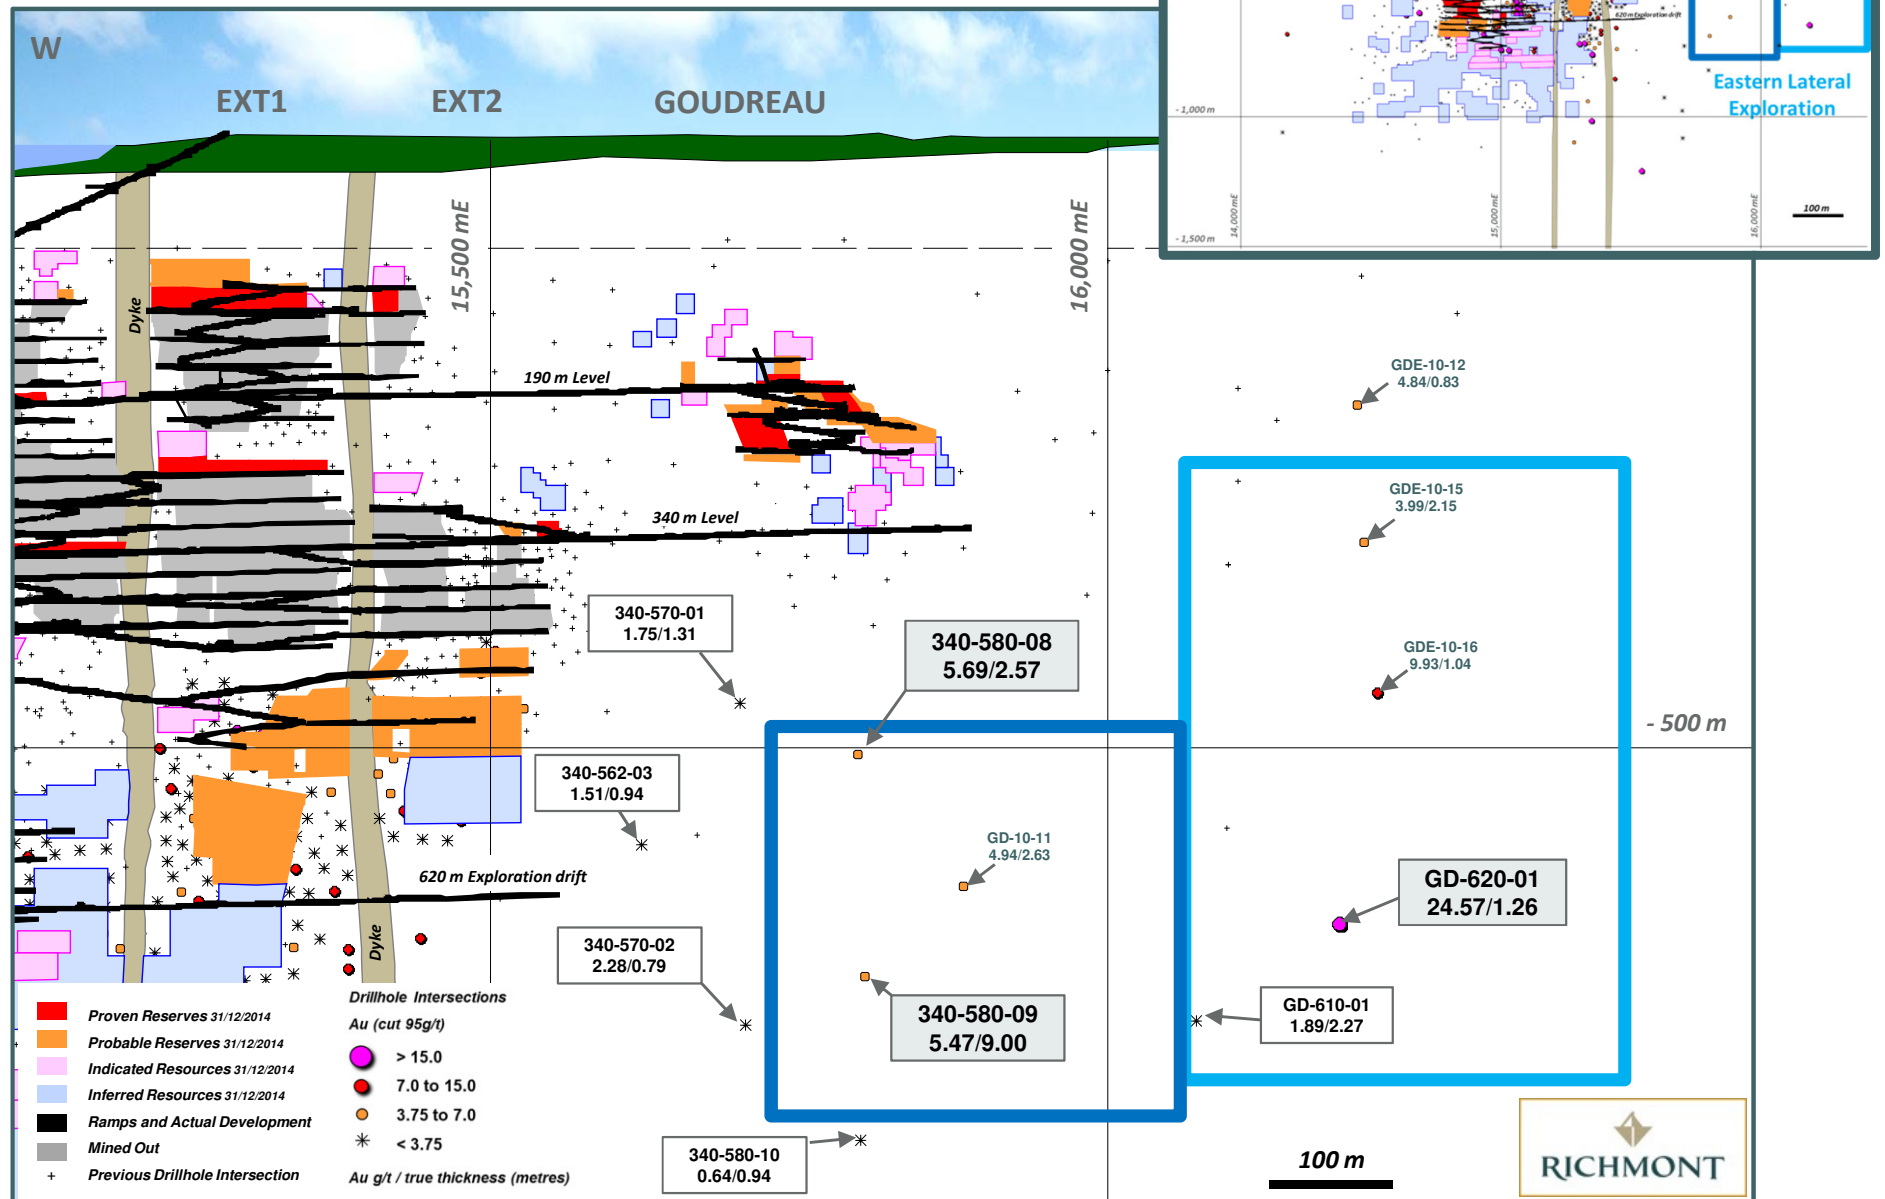 W
EXT1
EXT2
GOUDREAU
620 m Exploration drift
Eastern Lateral
Exploration
- 1,000 m
- 1,500 m
14,000 mE
15,000 mE
16,000 mE
100 m
15,500 mE
16,000 mE
Dyke
190 m Level
GDE-10-12
4.84/0.83
GDE-10-15
3.99/2.15
340 m Level
340-570-01
1.75/1.31
340-580-08
5.69/2.57
GDE-10-16
9.93/1.04
- 500 m
340-562-03
1.51/0.94
GD-10-11
4.94/2.63
620 m Exploration drift
GD-620-01
24.57/1.26
Dyke
340-570-02
2.28/0.79
340-580-09
5.47/9.00
GD-610-01
1.89/2.27
340-580-10
0.64/0.94
Proven Reserves 31/12/2014
Probable Reserves 31/12/2014
Indicated Resources 31/12/2014
Inferred Resources 31/12/2014
Ramps and Actual Development
Mined Out
Previous Drillhole Intersection
Drillhole Intersections
Au (cut 95g/t)
> 15.0
7.0 to 15.0
3.75 to 7.0
< 3.75
Au g/t / true thickness (metres)
100 m
RICHMONT